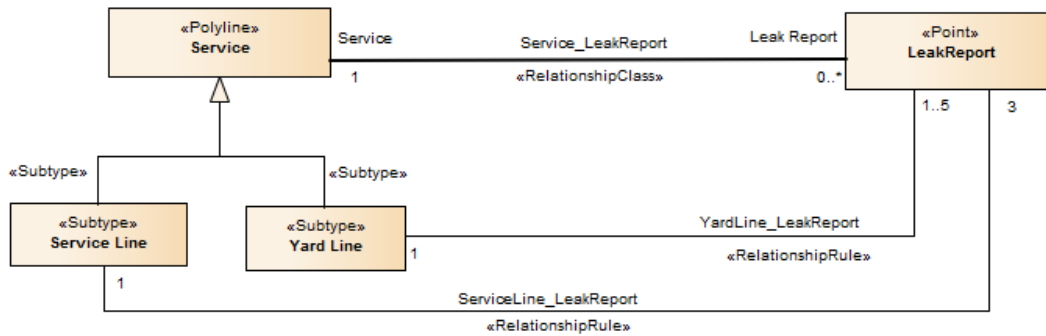 «Polyline»
Service
Service
1
Service_LeakReport
«RelationshipClass»
Leak Report
0..*
«Point»
LeakReport
1..5
3
«Subtype»
«Subtype»
«Subtype»
Service Line
«Subtype»
Yard Line
1
YardLine_LeakReport
«RelationshipRule»
1
ServiceLine_LeakReport
«RelationshipRule»